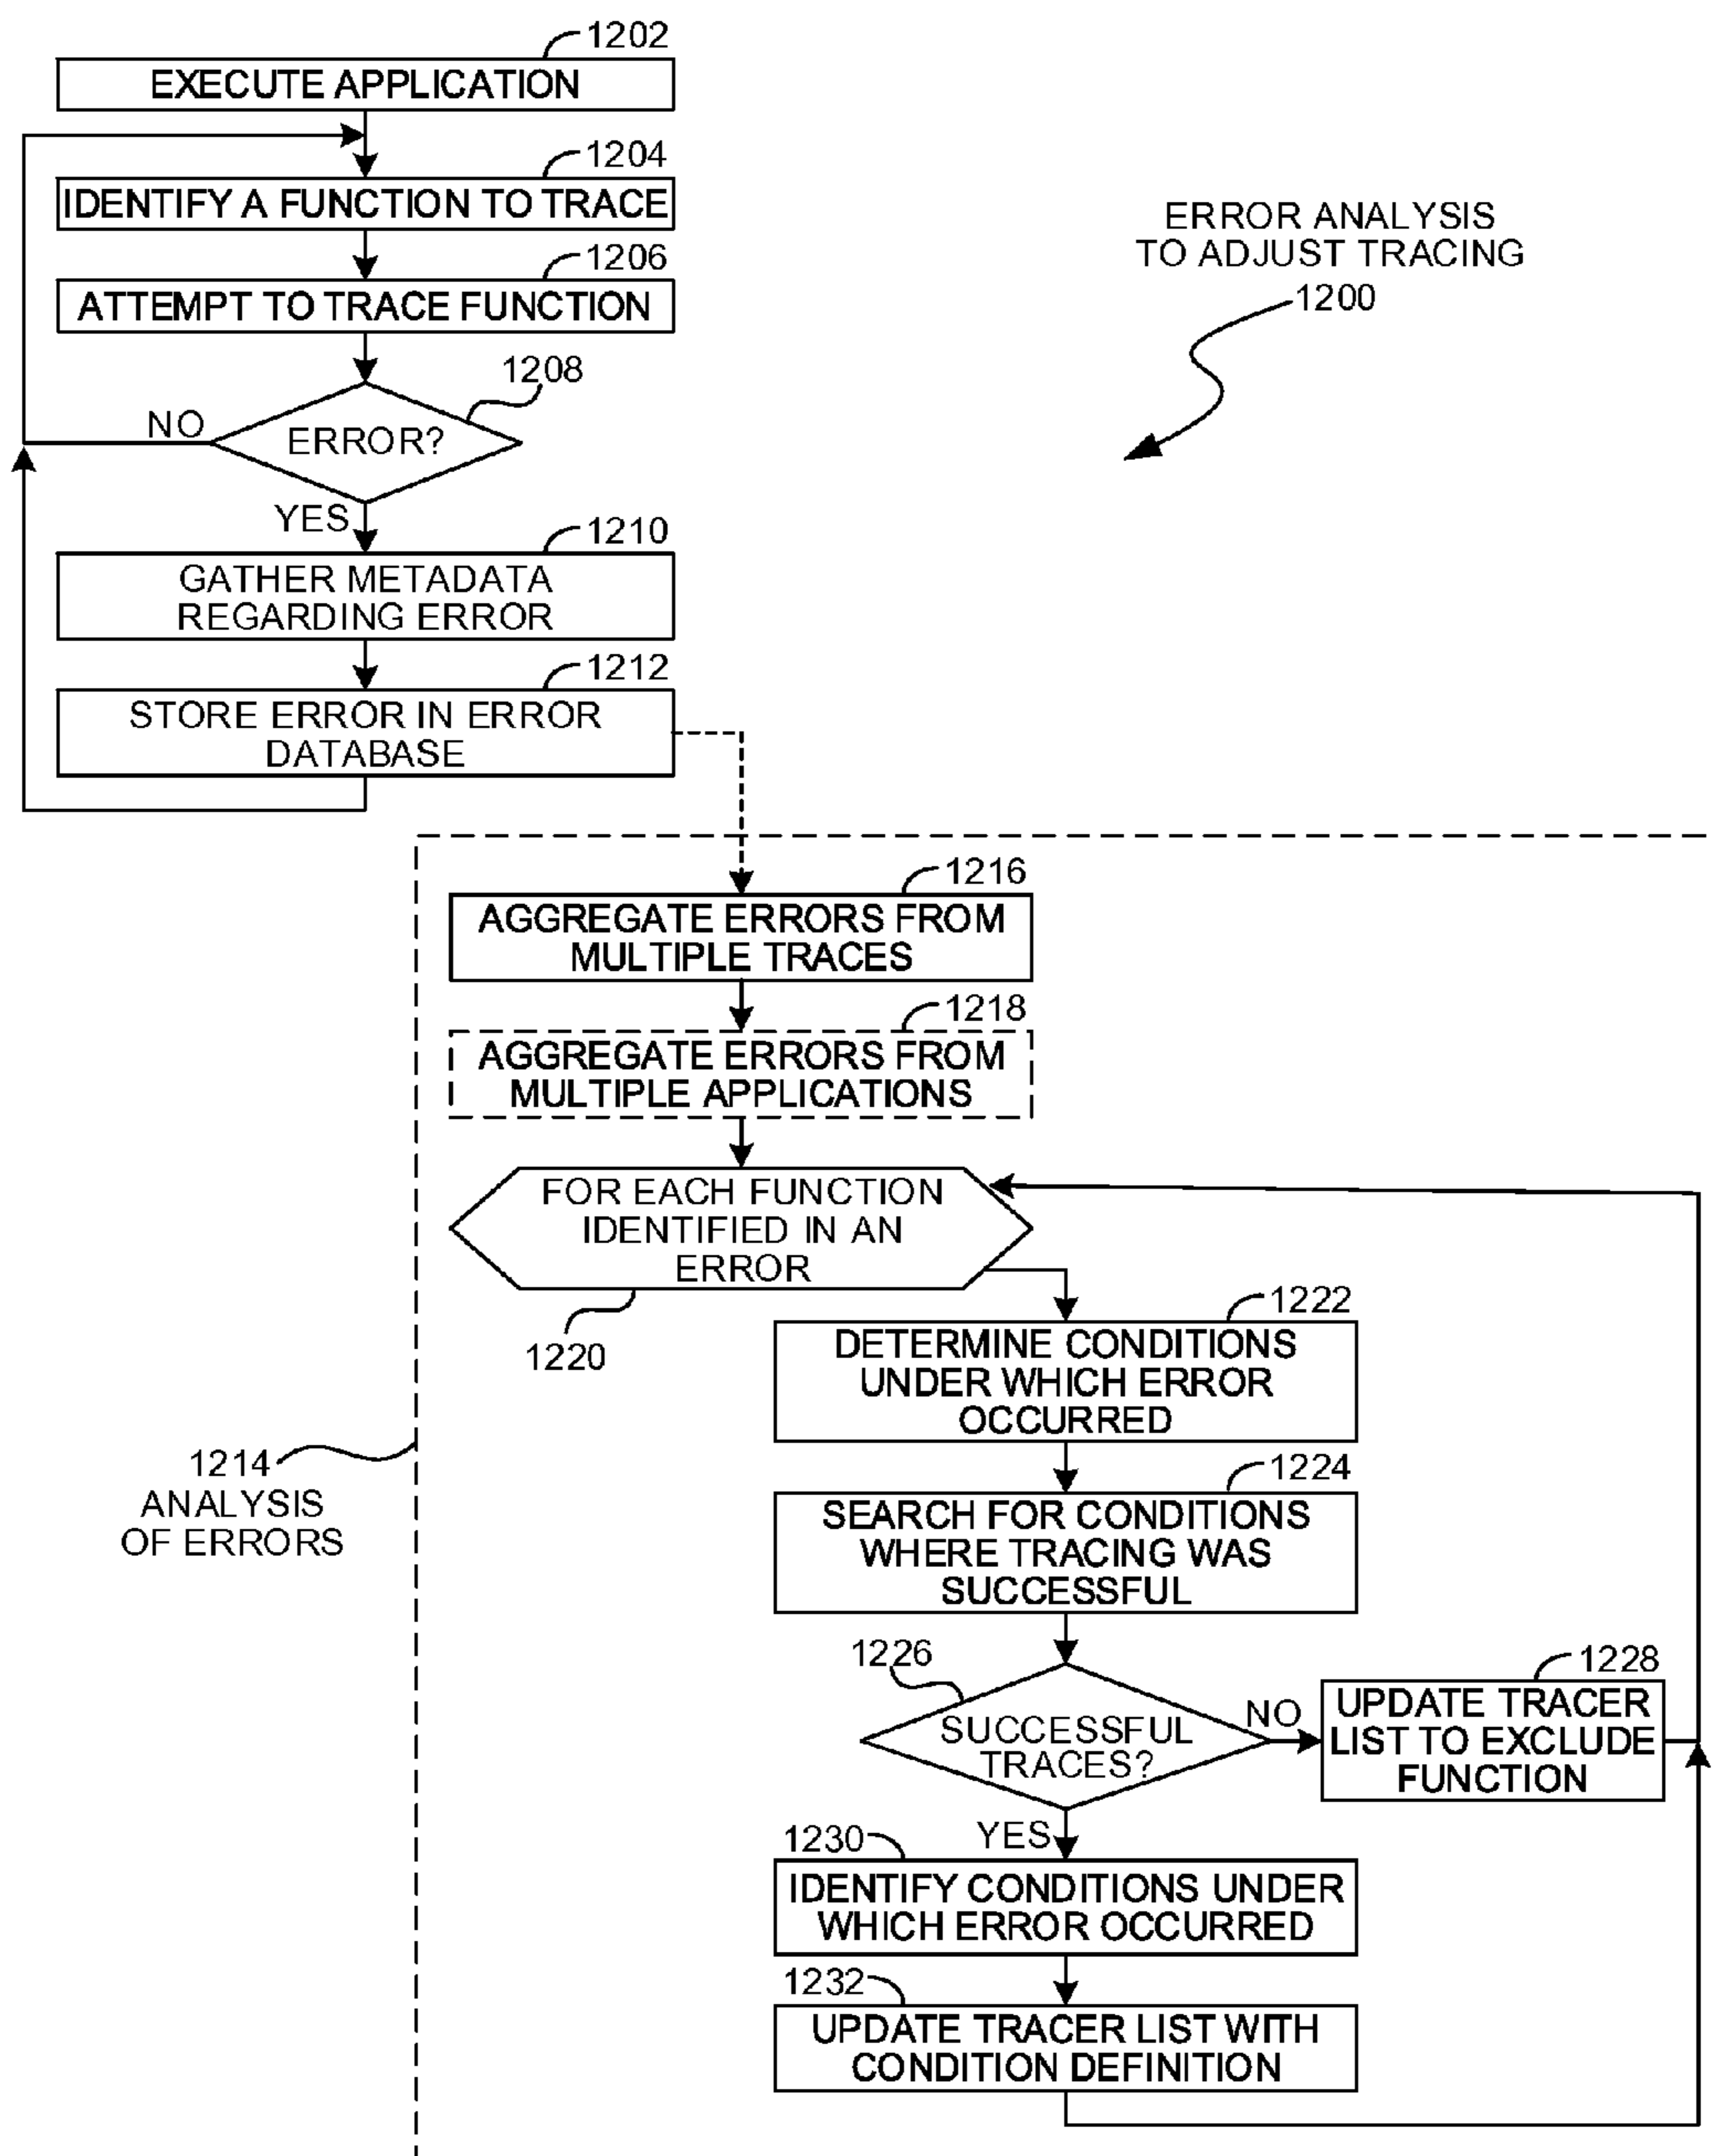 1202
EXECUTE APPLICATION
1204
IDENTIFY A FUNCTION TO TRACE
1206
ATTEMPT TO TRACE FUNCTION
1208
NO
ERROR?
YES
1210
GATHER METADATA
REGARDING ERROR
1212
STORE ERROR IN ERROR
DATABASE
ERROR ANALYSIS
TO ADJUST TRACING
1200
1216
AGGREGATE ERRORS FROM
MULTIPLE TRACES
1218
AGGREGATE ERRORS FROM
MULTIPLE APPLICATIONS
FOR EACH FUNCTION
IDENTIFIED IN AN
ERROR
1220
1222
DETERMINE CONDITIONS
UNDER WHICH ERROR
OCCURRED
1214
ANALYSIS
OF ERRORS
1224
SEARCH FOR CONDITIONS
WHERE TRACING WAS
SUCCESSFUL
1226
SUCCESSFUL
TRACES?
NO
1228
UPDATE TRACER
LIST TO EXCLUDE
FUNCTION
YES
1230
IDENTIFY CONDITIONS UNDER
WHICH ERROR OCCURRED
1232
UPDATE TRACER LIST WITH
CONDITION DEFINITION